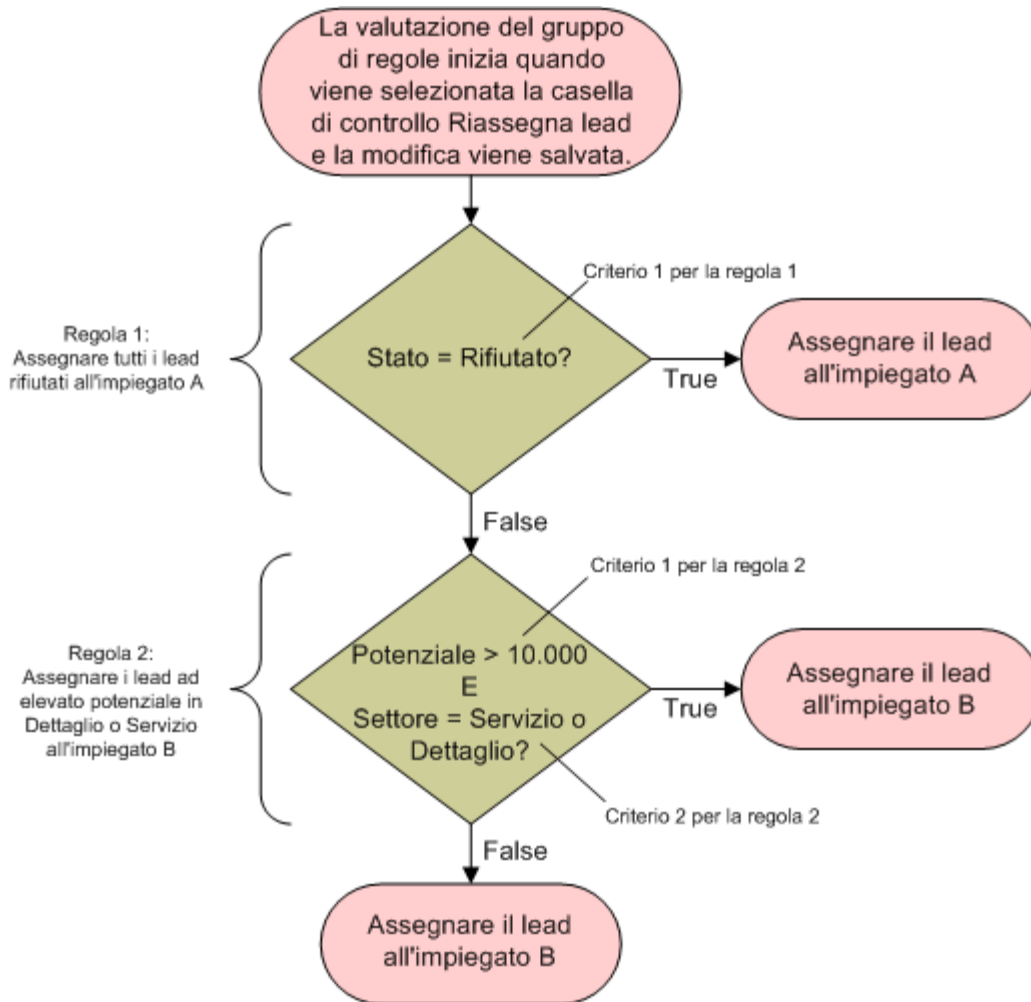 La valutazione del gruppo
di regole inizia quando
viene selezionata la casella
di controllo Riassegna lead
e la modifica viene salvata.
Criterio 1 per la regola 1
Regola 1:
Assegnare tutti i lead
rifiutati all'impiegato A
Stato = Rifiutato?
True
Assegnare il lead
all'impiegato A
False
Criterio 1 per la regola 2
Regola 2:
Assegnare i lead ad
elevato potenziale in
Dettaglio o Servizio
all'impiegato B
Potenziale > 10.000
E
Settore = Servizio o
Dettaglio?
True
Assegnare il lead
all'impiegato B
Criterio 2 per la regola 2
False
Assegnare il lead
all'impiegato B